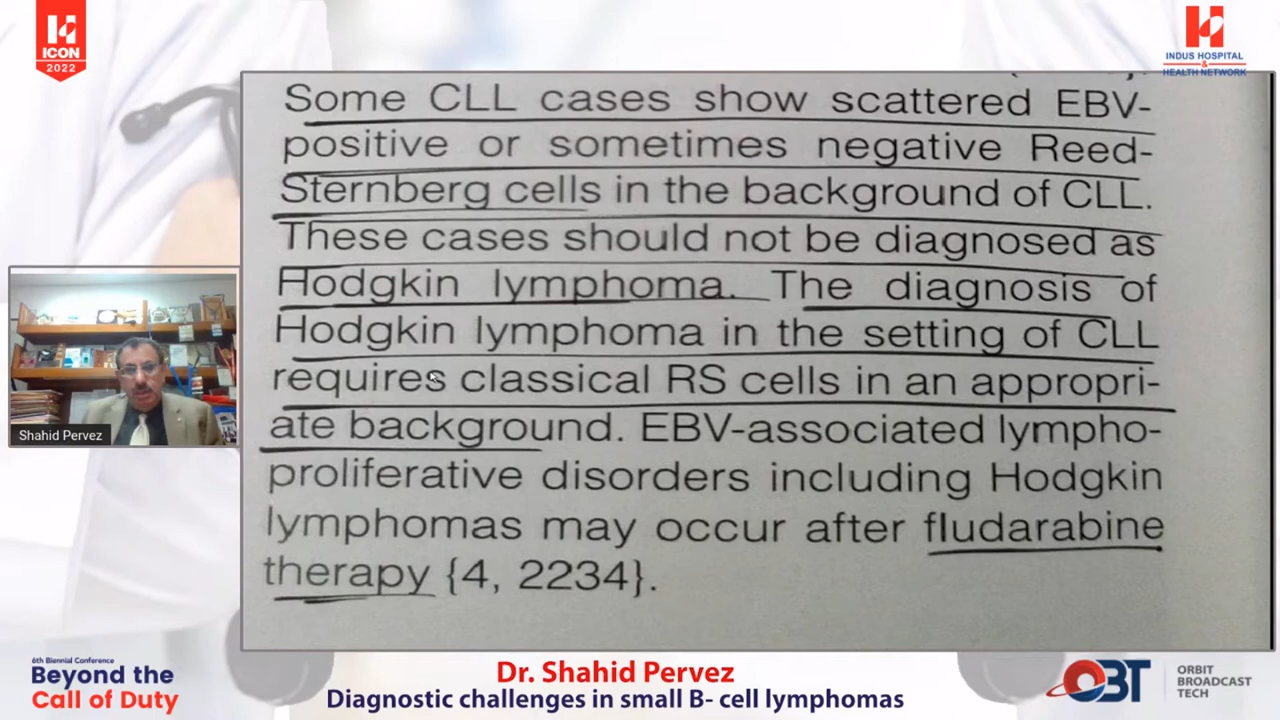 ICON
2022
INDUS HOSPITAL
&
HEALTH NETWORK
Some CLL cases show scattered EBV-
positive or sometimes negative Reed-
Sternberg cells in the background of CLL.
These cases should not be diagnosed as
Hodgkin lymphoma. The diagnosis of
Hodgkin lymphoma in the setting of CLL
requires classical RS cells in an appropri-
ate background. EBV-associated lympho-
proliferative disorders including Hodgkin
lymphomas may occur after fludarabine
therapy {4, 2234}.
Shahid Pervez
6th Biennial Conference
Beyond the
Call of Duty
Dr. Shahid Pervez
Diagnostic challenges in small B- cell lymphomas
OBT
ORBIT
BROADCAST
TECH